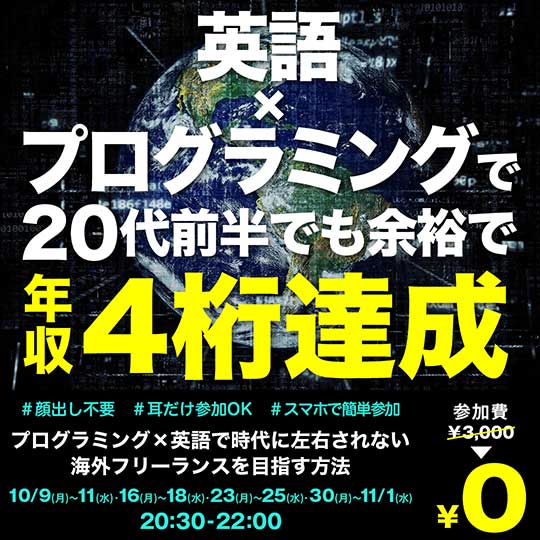 英語
×
プログラミングで
20代前半でも余裕で
年収4桁達成
#顔出し不要 #耳だけ参加OK #スマホで簡単参加
プログラミング×英語で時代に左右されない
海外フリーランスを目指す方法
10/9(月)~11(水)・16(月)~18(水)・23(月)~25(水)・30(月)~11/1(水)
20:30-22:00
参加費
¥3,000
¥0